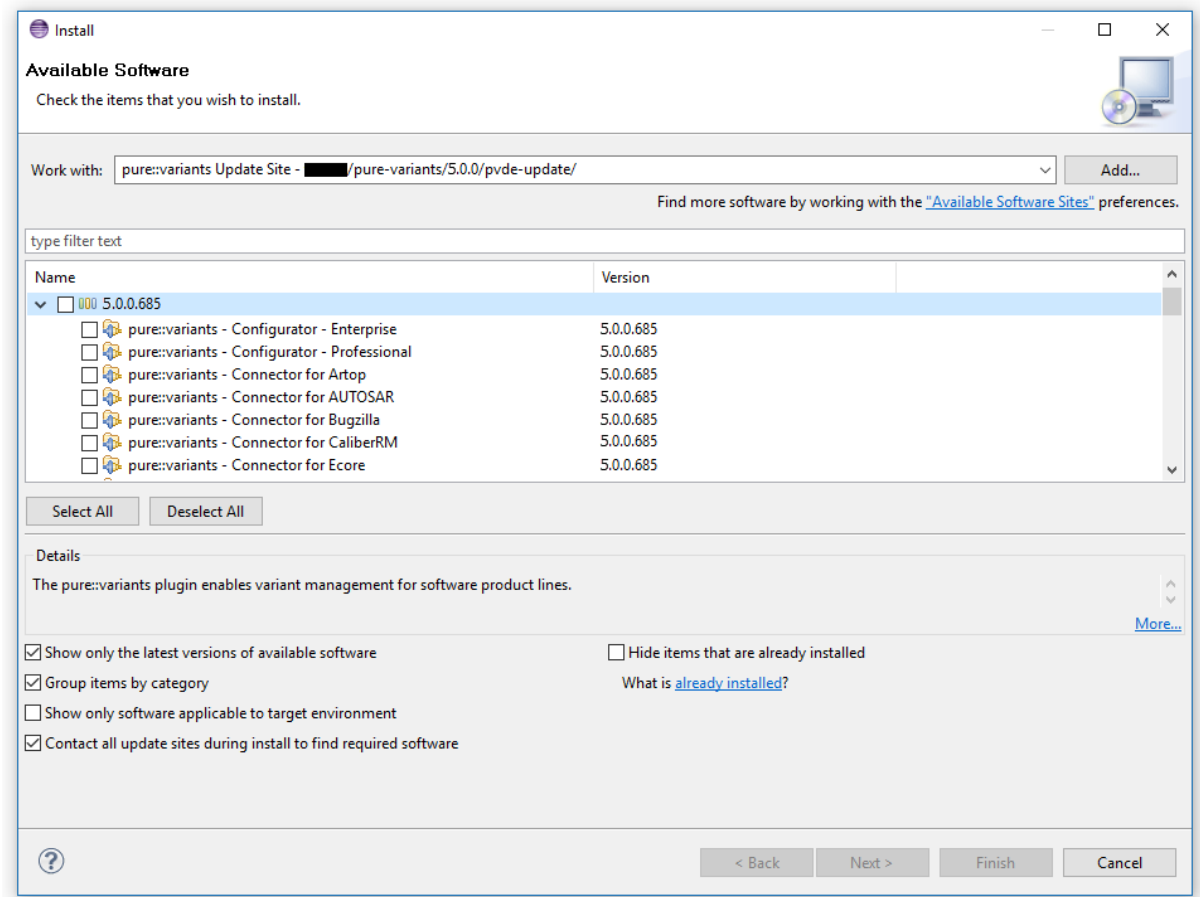 Install
Available Software
Check the items that you wish to install.
Work with: pure::variants Update Site - /pure-variants/5.0.0/pvde-update/ Add...
Find more software by working with the "Available Software Sites" preferences.
type filter text
Name Version
5.0.0.685
pure::variants - Configurator - Enterprise 5.0.0.685
pure::variants - Configurator - Professional 5.0.0.685
pure::variants - Connector for Artop 5.0.0.685
pure::variants - Connector for AUTOSAR 5.0.0.685
pure::variants - Connector for Bugzilla 5.0.0.685
pure::variants - Connector for CaliberRM 5.0.0.685
pure::variants - Connector for Ecore 5.0.0.685
Select All Deselect All
Details
The pure::variants plugin enables variant management for software product lines.
More...
Show only the latest versions of available software Hide items that are already installed
Group items by category What is already installed?
Show only software applicable to target environment
Contact all update sites during install to find required software
? < Back Next > Finish Cancel